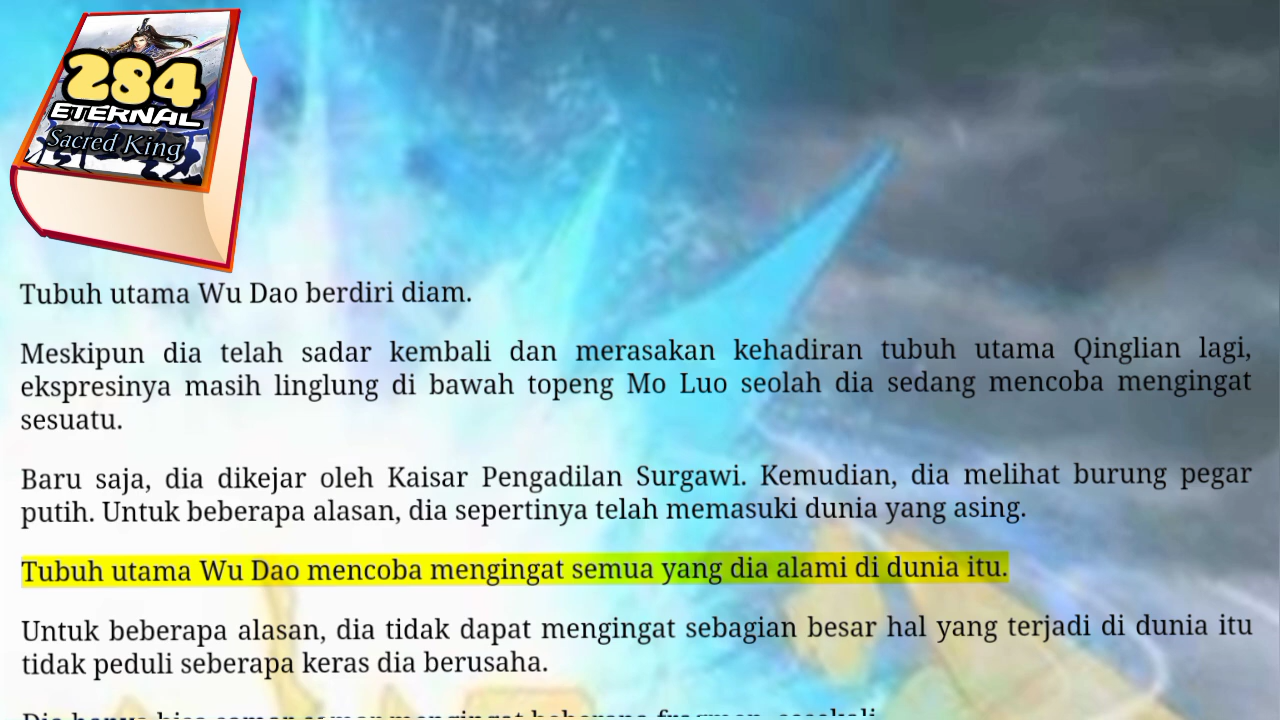 284
ETERNAL
Sacred King
Tubuh utama Wu Dao berdiri diam.
Meskipun dia telah sadar kembali dan merasakan kehadiran tubuh utama Qinglian lagi,
ekspresinya masih linglung di bawah topeng Mo Luo seolah dia sedang mencoba mengingat
sesuatu.
Baru saja, dia dikejar oleh Kaisar Pengadilan Surgawi. Kemudian, dia melihat burung pegar
putih. Untuk beberapa alasan, dia sepertinya telah memasuki dunia yang asing.
Tubuh utama Wu Dao mencoba mengingat semua yang dia alami di dunia itu.
Untuk beberapa alasan, dia tidak dapat mengingat sebagian besar hal yang terjadi di dunia itu
tidak peduli seberapa keras dia berusaha.